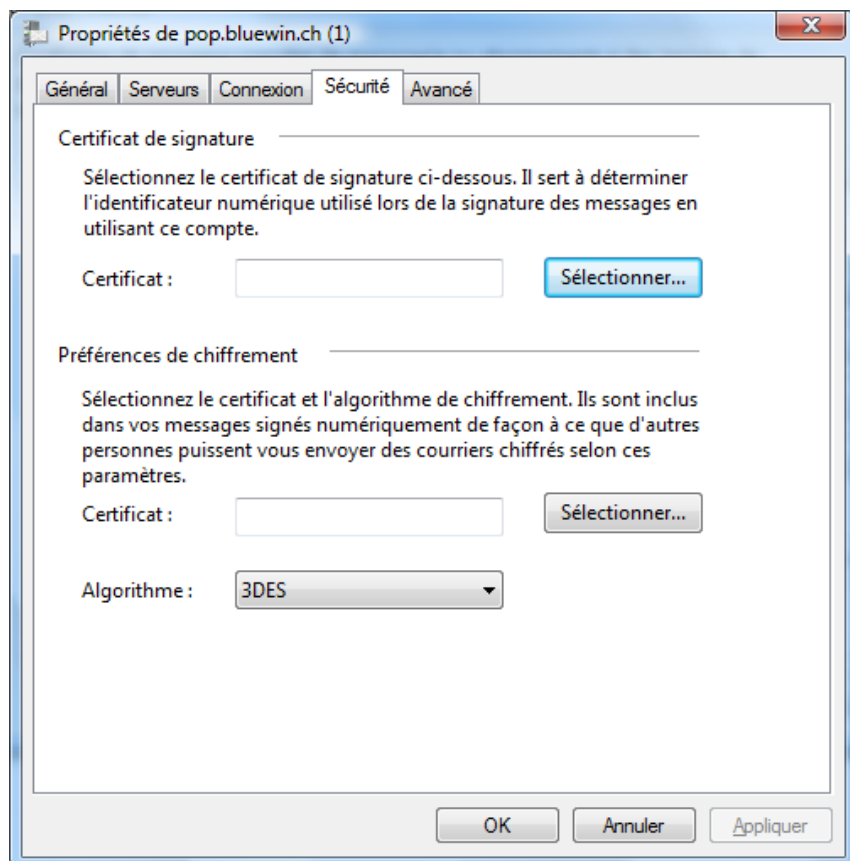 Propriétés de pop.bluewin.ch (1)
Général Serveurs Connexion Sécurité Avancé
Certificat de signature
Sélectionnez le certificat de signature ci-dessous. Il sert à déterminer
l'identificateur numérique utilisé lors de la signature des messages en
utilisant ce compte.
Certificat : Sélectionner...
Préférences de chiffrement
Sélectionnez le certificat et l'algorithme de chiffrement. Ils sont inclus
dans vos messages signés numériquement de façon à ce que d'autres
personnes puissent vous envoyer des courriers chiffrés selon ces
paramètres.
Certificat : Sélectionner...
Algorithme : 3DES
OK Annuler Appliquer